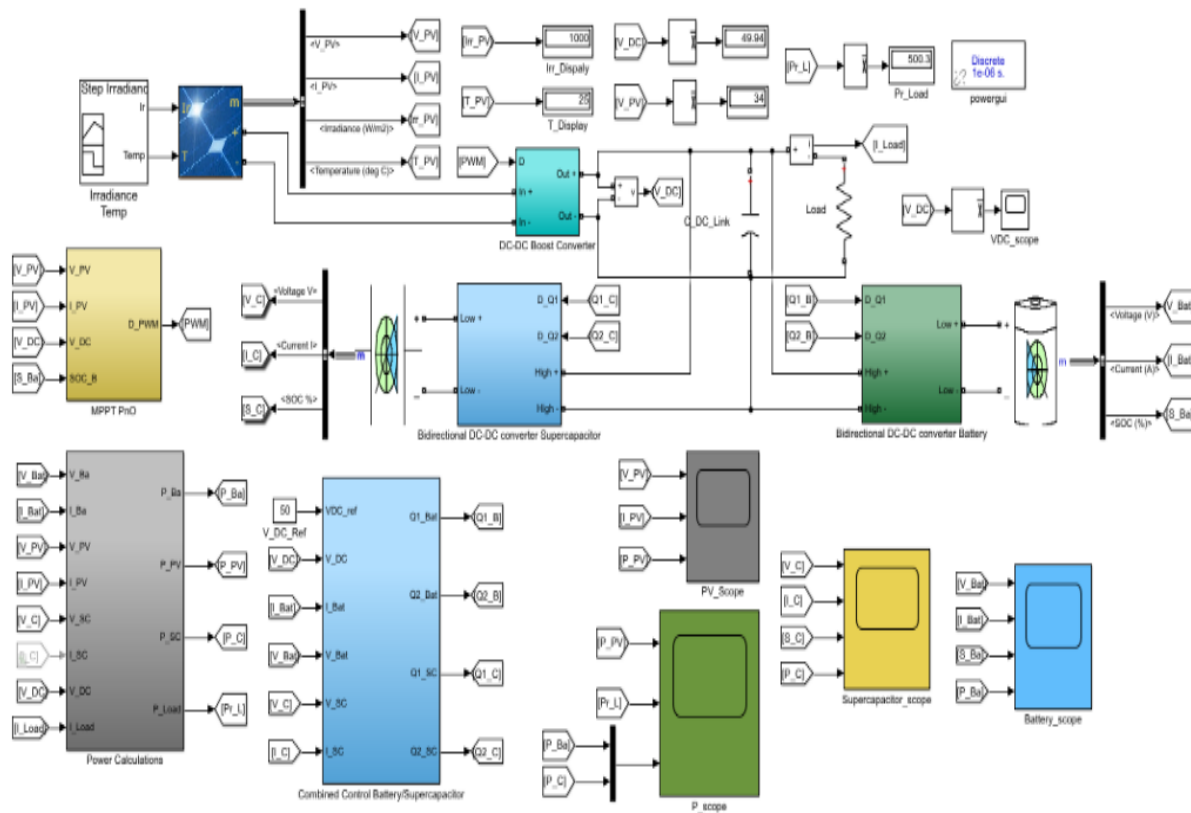 Step Irradianc
Ir
Temp
Irradiance
Temp
Ir
T
m
+
-
<V_PV>
<I_PV>
<Irradiance (W/m2)>
<Temperature (deg C)>
[V_PV]
[I_PV]
[Irr_PV]
[T_PV]
[Irr_PV]
1000
Irr_Dispaly
[T_PV]
25
T_Display
[V_DC]
49.94
[V_PV]
34
[Pr_L]
500.3
Pr_Load
Discrete
1e-06 s.
powergui
[PWM]
D
In +
In -
Out +
Out -
DC-DC Boost Converter
+
-
v
[V_DC]
C_DC_Link
+
i
-
[I_Load]
Load
[V_DC]
VDC_scope
[V_PV]
[I_PV]
[V_DC]
[S_Ba]
V_PV
I_PV
V_DC
SOC_B
D_PWM
[PWM]
MPPT PnO
[V_C]
[I_C]
[S_C]
<Voltage V>
<Current I>
<SOC %>
m
+
_
Low +
Low -
D_Q1
D_Q2
High +
High -
[Q1_C]
[Q2_C]
Bidirectional DC-DC converter Supercapacitor
[Q1_B]
[Q2_B]
D_Q1
D_Q2
High +
High -
Low +
Low -
Bidirectional DC-DC converter Battery
+
_
m
<Voltage (V)>
<Current (A)>
<SOC (%)>
[V_Bat
[I_Bat
[S_Ba
[V_Bat]
[I_Bat]
[V_PV]
[I_PV]
[V_C]
[V_DC]
[I_Load]
V_Ba
I_Ba
V_PV
I_PV
V_SC
I_SC
V_DC
I_Load
P_Ba
P_PV
P_SC
P_Load
[P_Ba]
[P_PV]
[P_C]
[Pr_L]
Power Calculations
50
V_DC_Ref
[V_DC]
[I_Bat]
[V_Bat]
[V_C]
[I_C]
VDC_ref
V_DC
I_Bat
V_Bat
V_SC
I_SC
Q1_Bat
Q2_Bat
Q1_SC
Q2_SC
[Q1_B]
[Q2_B]
[Q1_C]
[Q2_C]
Combined Control Battery/Supercapacitor
[V_PV]
[I_PV]
[P_PV]
PV_Scope
[P_PV]
[Pr_L]
[P_Ba]
[P_C]
P_scope
[V_C]
[I_C]
[S_C]
[P_C]
Supercapacitor_scope
[V_Bat]
[I_Bat]
[S_Ba]
[P_Ba]
Battery_scope